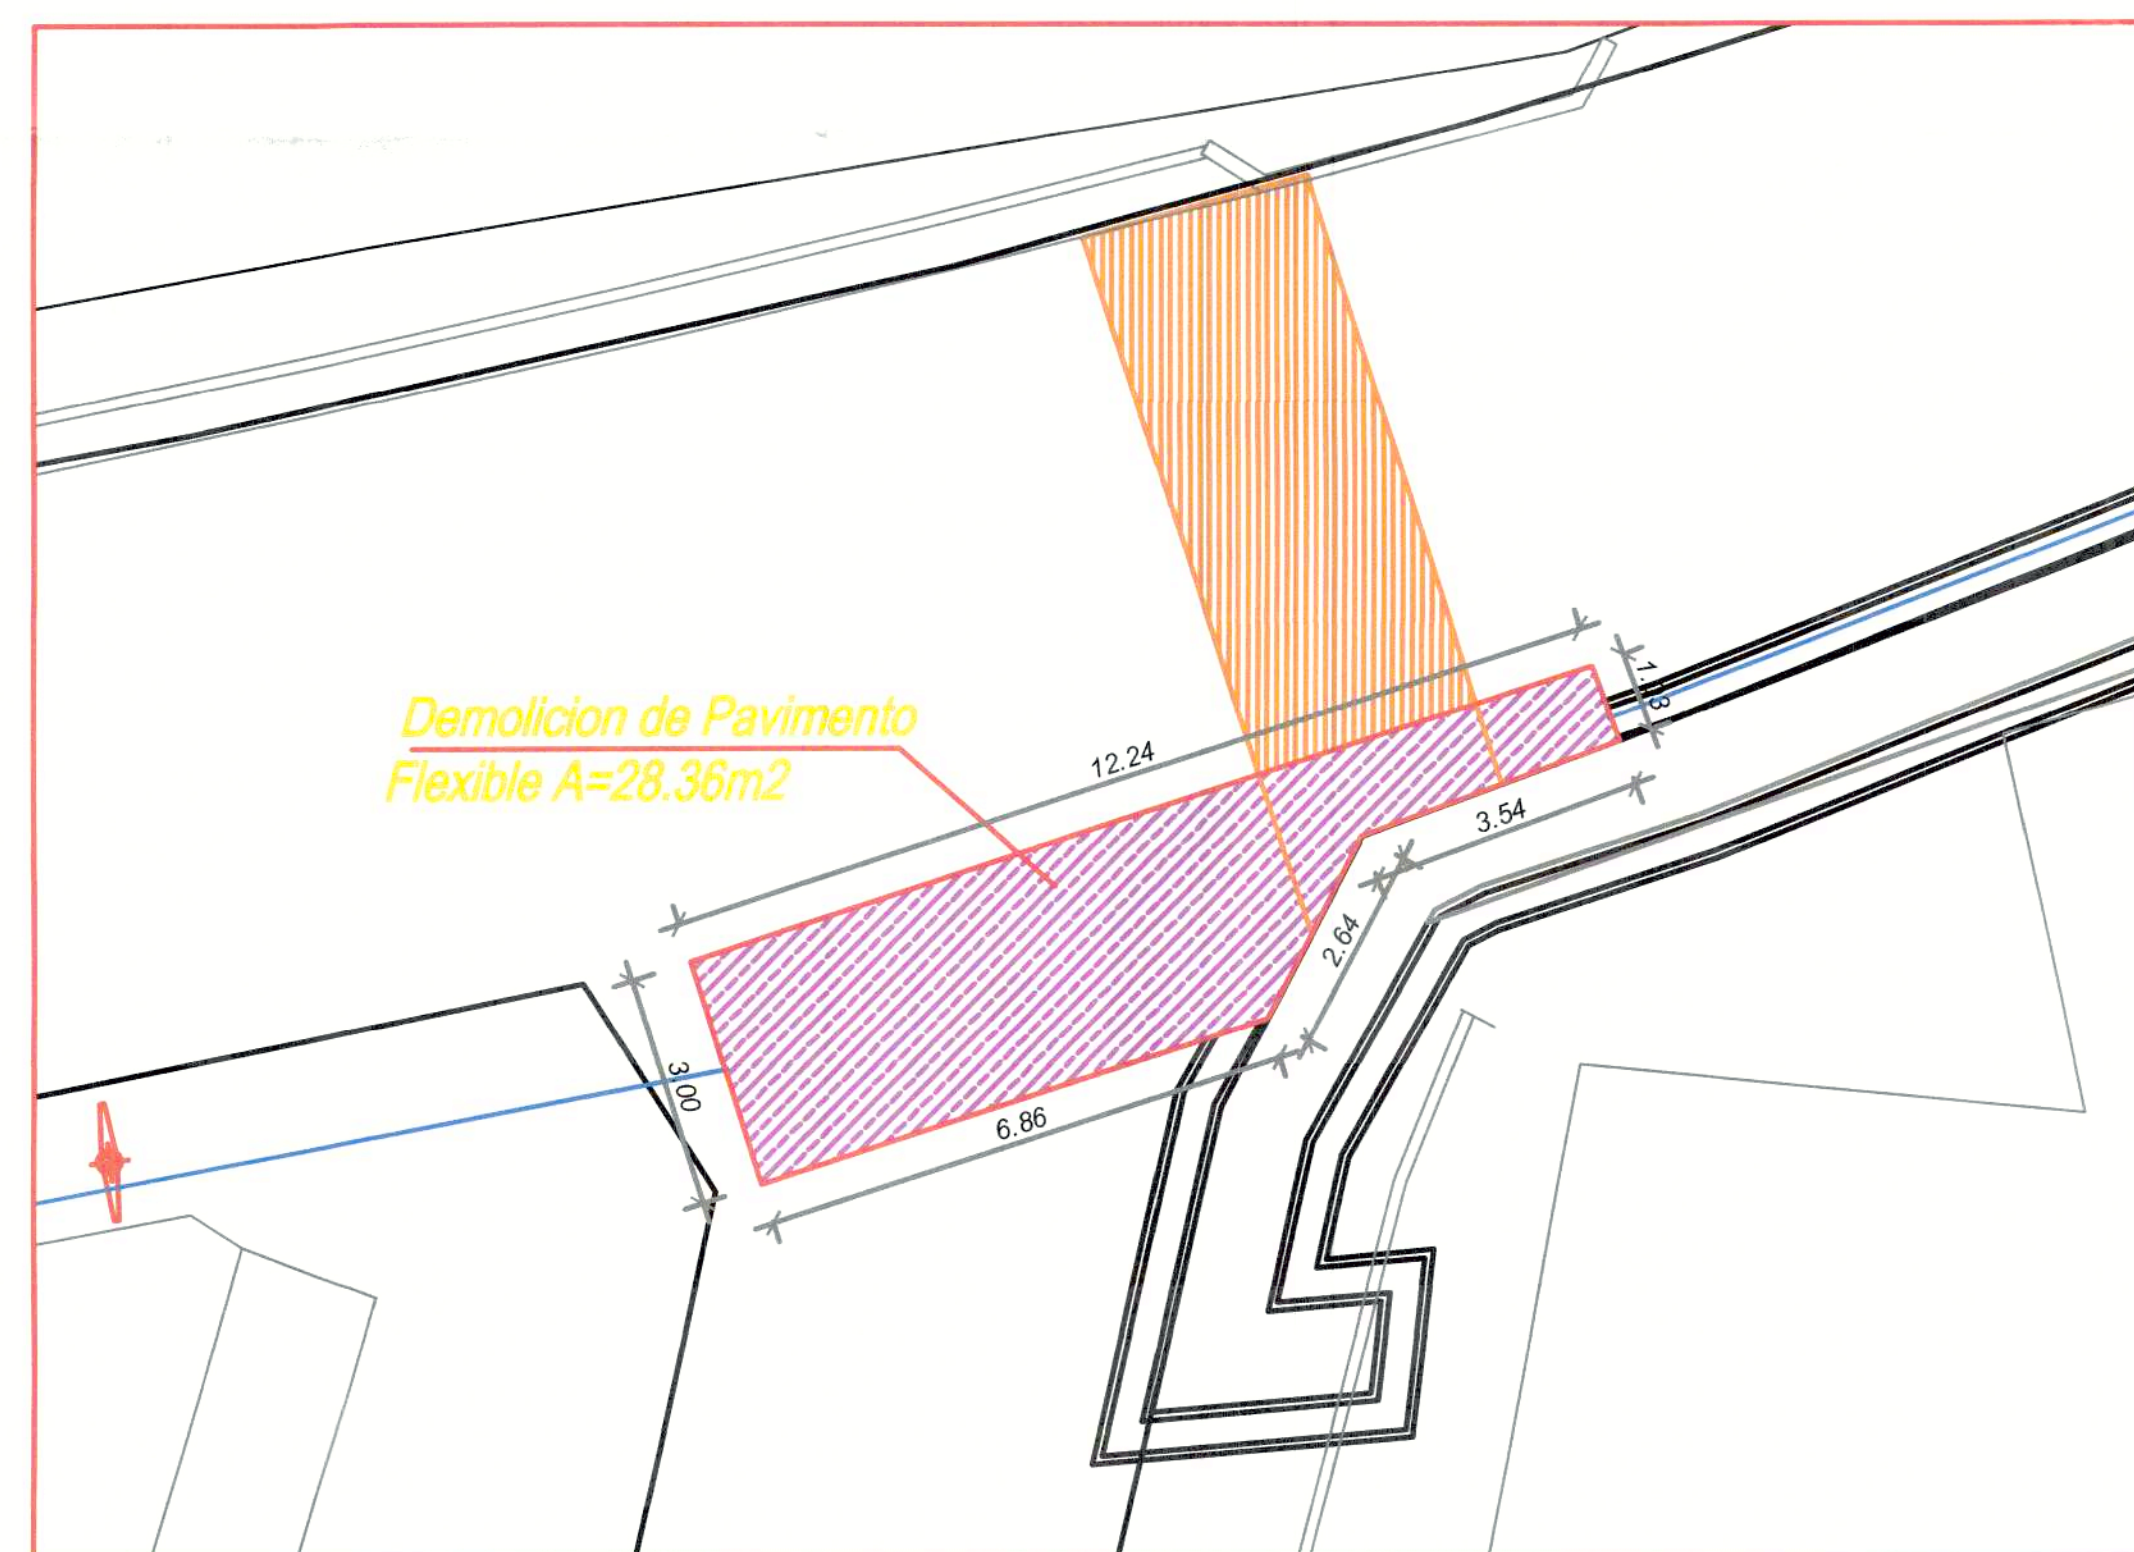 Demolicion de Pavimento
Flexible A=28.36m2
12.24
3.54
2.64
3.00
6.86